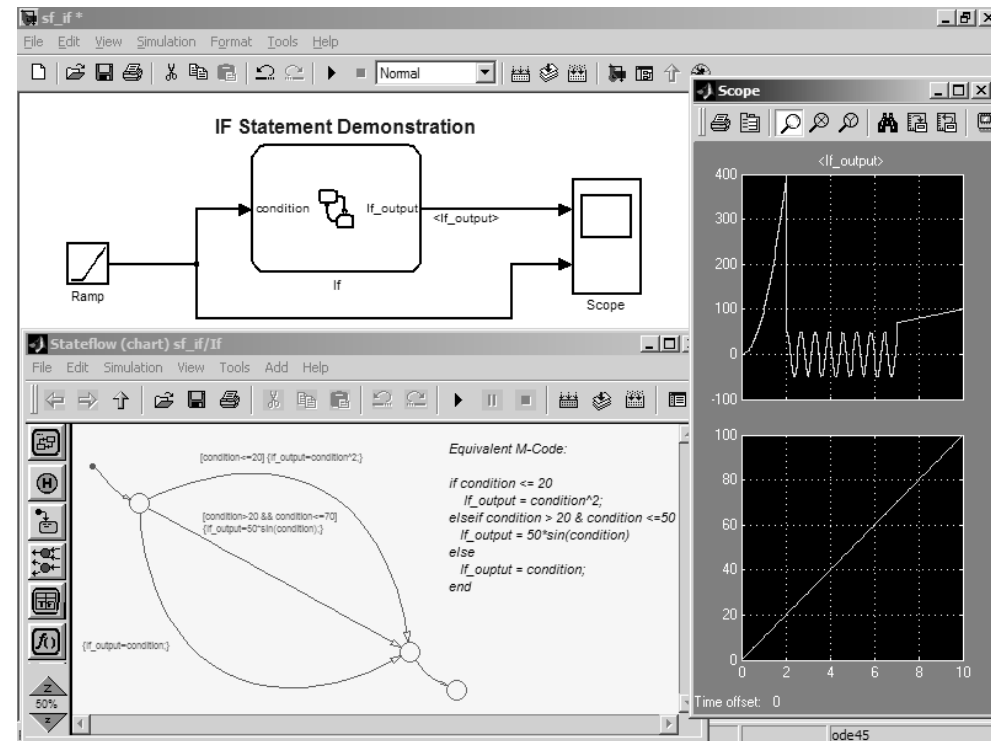 sf_if *
File Edit View Simulation Format Tools Help
Normal
IF Statement Demonstration
condition
If_output
<If_output>
If
Ramp
Scope
Stateflow (chart) sf_if/If
File Edit Simulation View Tools Add Help
[condition<=20] {if_output=condition^2;}
[condition>20 && condition<=70]
{if_output=50*sin(condition);}
{if_output=condition;}
Equivalent M-Code:
if condition <= 20
If_output = condition^2;
elseif condition > 20 & condition <=50
If_output = 50*sin(condition)
else
If_ouptut = condition;
end
H
f()
Z
50%
z
Scope
<If_output>
400
300
200
100
0
-100
100
80
60
40
20
0
0 2 4 6 8 10
Time offset: 0
ode45